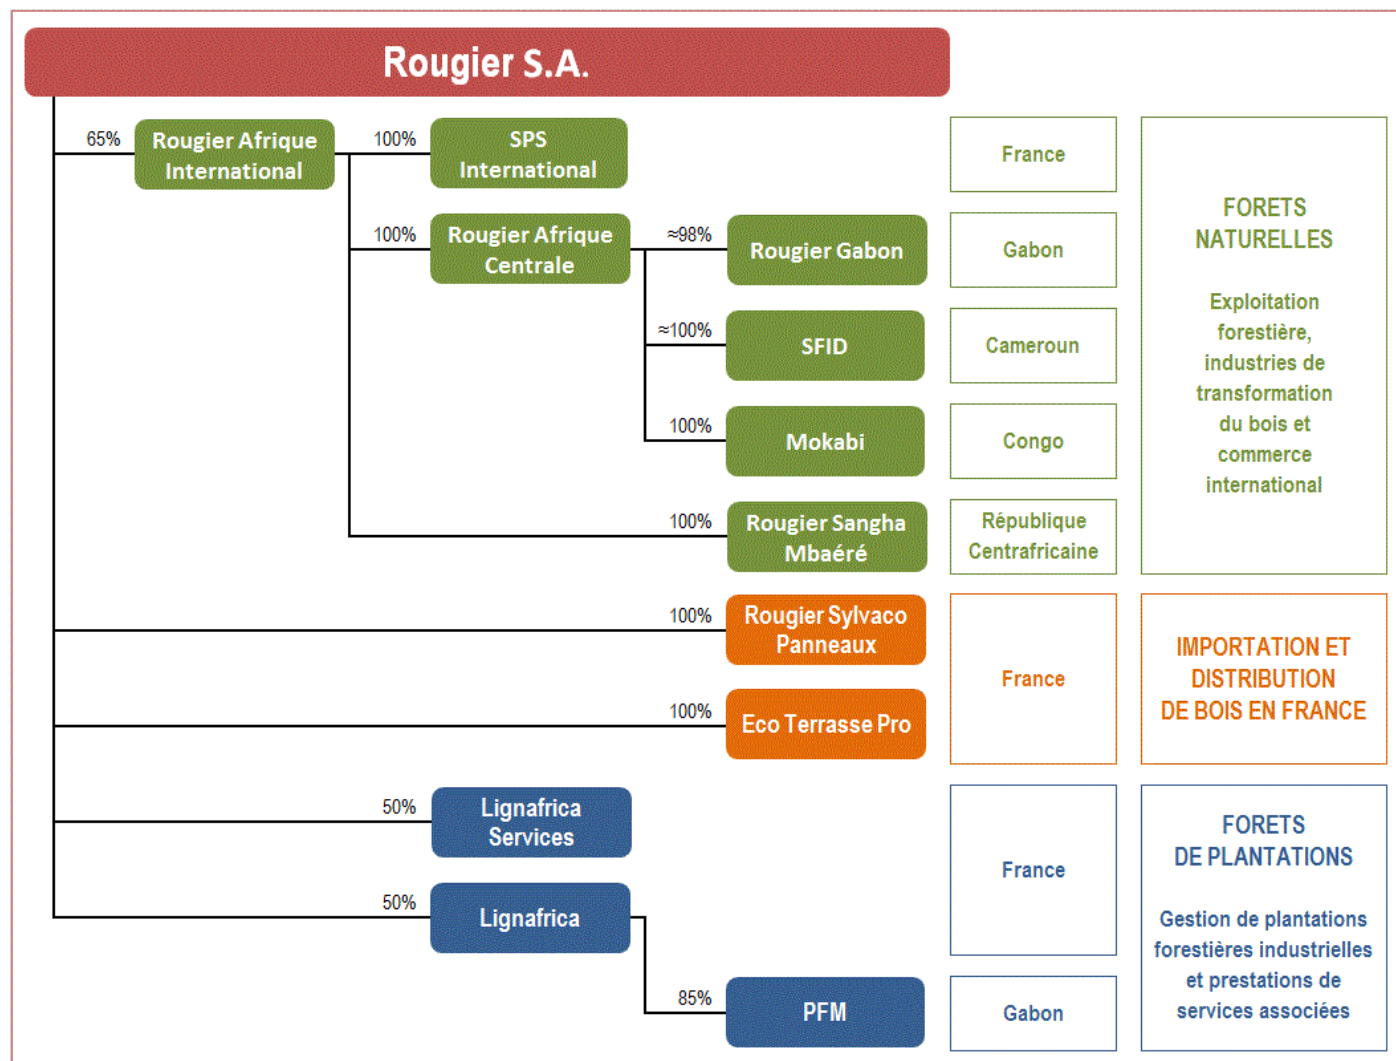 Rougier S.A.
65%
Rougier Afrique
International
100%
SPS
International
France
100%
Rougier Afrique
Centrale
≈98%
Rougier Gabon
Gabon
≈100%
SFID
Cameroun
100%
Mokabi
Congo
100%
Rougier Sangha
Mbaéré
République
Centrafricaine
FORETS
NATURELLES
Exploitation
forestière,
industries de
transformation
du bois et
commerce
international
100%
Rougier Sylvaco
Panneaux
100%
Eco Terrasse Pro
France
IMPORTATION ET
DISTRIBUTION
DE BOIS EN FRANCE
50%
Lignafrica
Services
50%
Lignafrica
France
85%
PFM
Gabon
FORETS
DE PLANTATIONS
Gestion de plantations
forestières industrielles
et prestations de
services associées